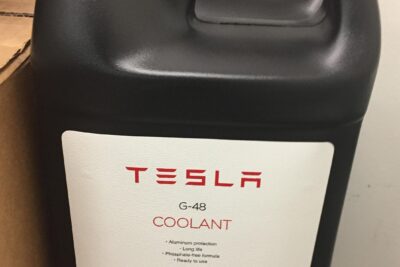 TESLA
G-48
COOLANT
· Aluminum protection
· Long life
· Phosphate-free formula
· Ready to use